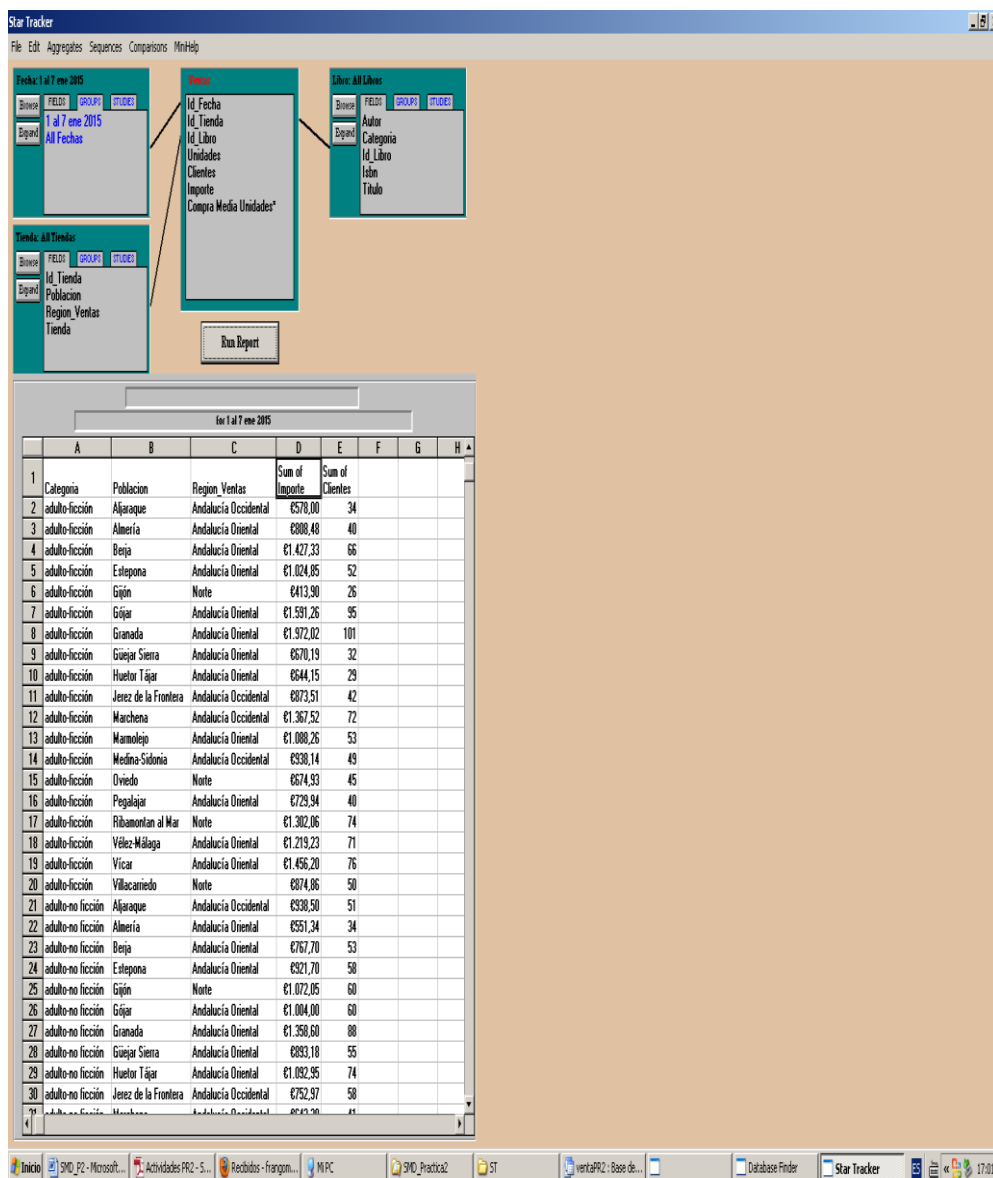 Star Tracker
File Edit Aggregates Sequences Comparisons MiniHelp
Fecha: 1 al 7 ene 2015
Browse FIELDS GROUPS STUDIES
Expand
1 al 7 ene 2015
All Fechas
Ventas
Id_Fecha
Id_Tienda
Id_Libro
Unidades
Clientes
Importe
Compra Media Unidades*
Libro: All Libros
Browse FIELDS GROUPS STUDIES
Expand
Autor
Categoria
Id_Libro
Isbn
Titulo
Tienda: All Tiendas
Browse FIELDS GROUPS STUDIES
Expand
Id_Tienda
Poblacion
Region_Ventas
Tienda
Run Report
for 1 al 7 ene 2015
A B C D E F G H
1 Categoria Poblacion Region_Ventas Sum of Importe Sum of Clientes
2 adulto-ficción Aljaraque Andalucía Occidental €578,00 34
3 adulto-ficción Almería Andalucía Oriental €808,48 40
4 adulto-ficción Berja Andalucía Oriental €1.427,33 66
5 adulto-ficción Estepona Andalucía Oriental €1.024,85 52
6 adulto-ficción Gijón Norte €413,90 26
7 adulto-ficción Gójar Andalucía Oriental €1.591,26 95
8 adulto-ficción Granada Andalucía Oriental €1.972,02 101
9 adulto-ficción Güejar Sierra Andalucía Oriental €670,19 32
10 adulto-ficción Huetor Tájar Andalucía Oriental €644,15 29
11 adulto-ficción Jerez de la Frontera Andalucía Occidental €873,51 42
12 adulto-ficción Marchena Andalucía Occidental €1.367,52 72
13 adulto-ficción Marmolejo Andalucía Oriental €1.088,26 53
14 adulto-ficción Medina-Sidonia Andalucía Occidental €938,14 49
15 adulto-ficción Oviedo Norte €674,93 45
16 adulto-ficción Pegalajar Andalucía Oriental €729,94 40
17 adulto-ficción Ribamontan al Mar Norte €1.302,06 74
18 adulto-ficción Vélez-Málaga Andalucía Oriental €1.219,23 71
19 adulto-ficción Vícar Andalucía Oriental €1.456,20 76
20 adulto-ficción Villacarriedo Norte €874,86 50
21 adulto-no ficción Aljaraque Andalucía Occidental €938,50 51
22 adulto-no ficción Almería Andalucía Oriental €551,34 34
23 adulto-no ficción Berja Andalucía Oriental €767,70 53
24 adulto-no ficción Estepona Andalucía Oriental €921,70 58
25 adulto-no ficción Gijón Norte €1.072,05 60
26 adulto-no ficción Gójar Andalucía Oriental €1.004,00 60
27 adulto-no ficción Granada Andalucía Oriental €1.358,60 88
28 adulto-no ficción Güejar Sierra Andalucía Oriental €893,18 55
29 adulto-no ficción Huetor Tájar Andalucía Oriental €1.092,95 74
30 adulto-no ficción Jerez de la Frontera Andalucía Occidental €752,97 58
Inicio SMD_P2 - Microsoft... Actividades PR2 - S... Recibidos - frangom... Mi PC SMD_Practica2 ST ventaPR2 : Base de... Database Finder Star Tracker ES « 17:01